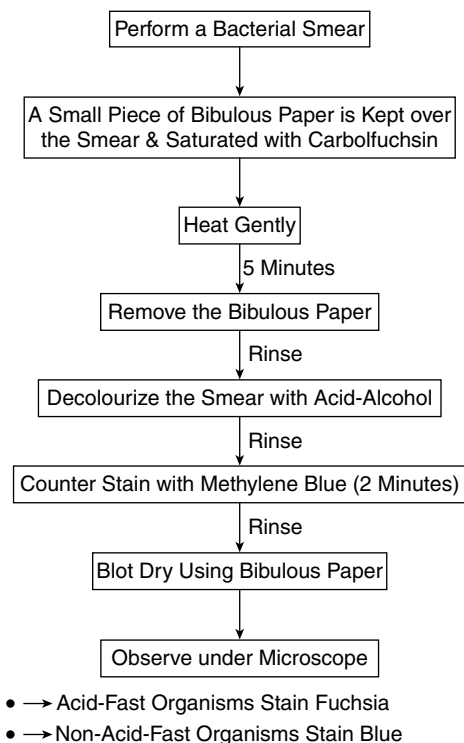 Perform a Bacterial Smear
A Small Piece of Bibulous Paper is Kept over
the Smear & Saturated with Carbolfuchsin
Heat Gently
5 Minutes
Remove the Bibulous Paper
Rinse
Decolourize the Smear with Acid-Alcohol
Rinse
Counter Stain with Methylene Blue (2 Minutes)
Rinse
Blot Dry Using Bibulous Paper
Observe under Microscope
• → Acid-Fast Organisms Stain Fuchsia
• → Non-Acid-Fast Organisms Stain Blue